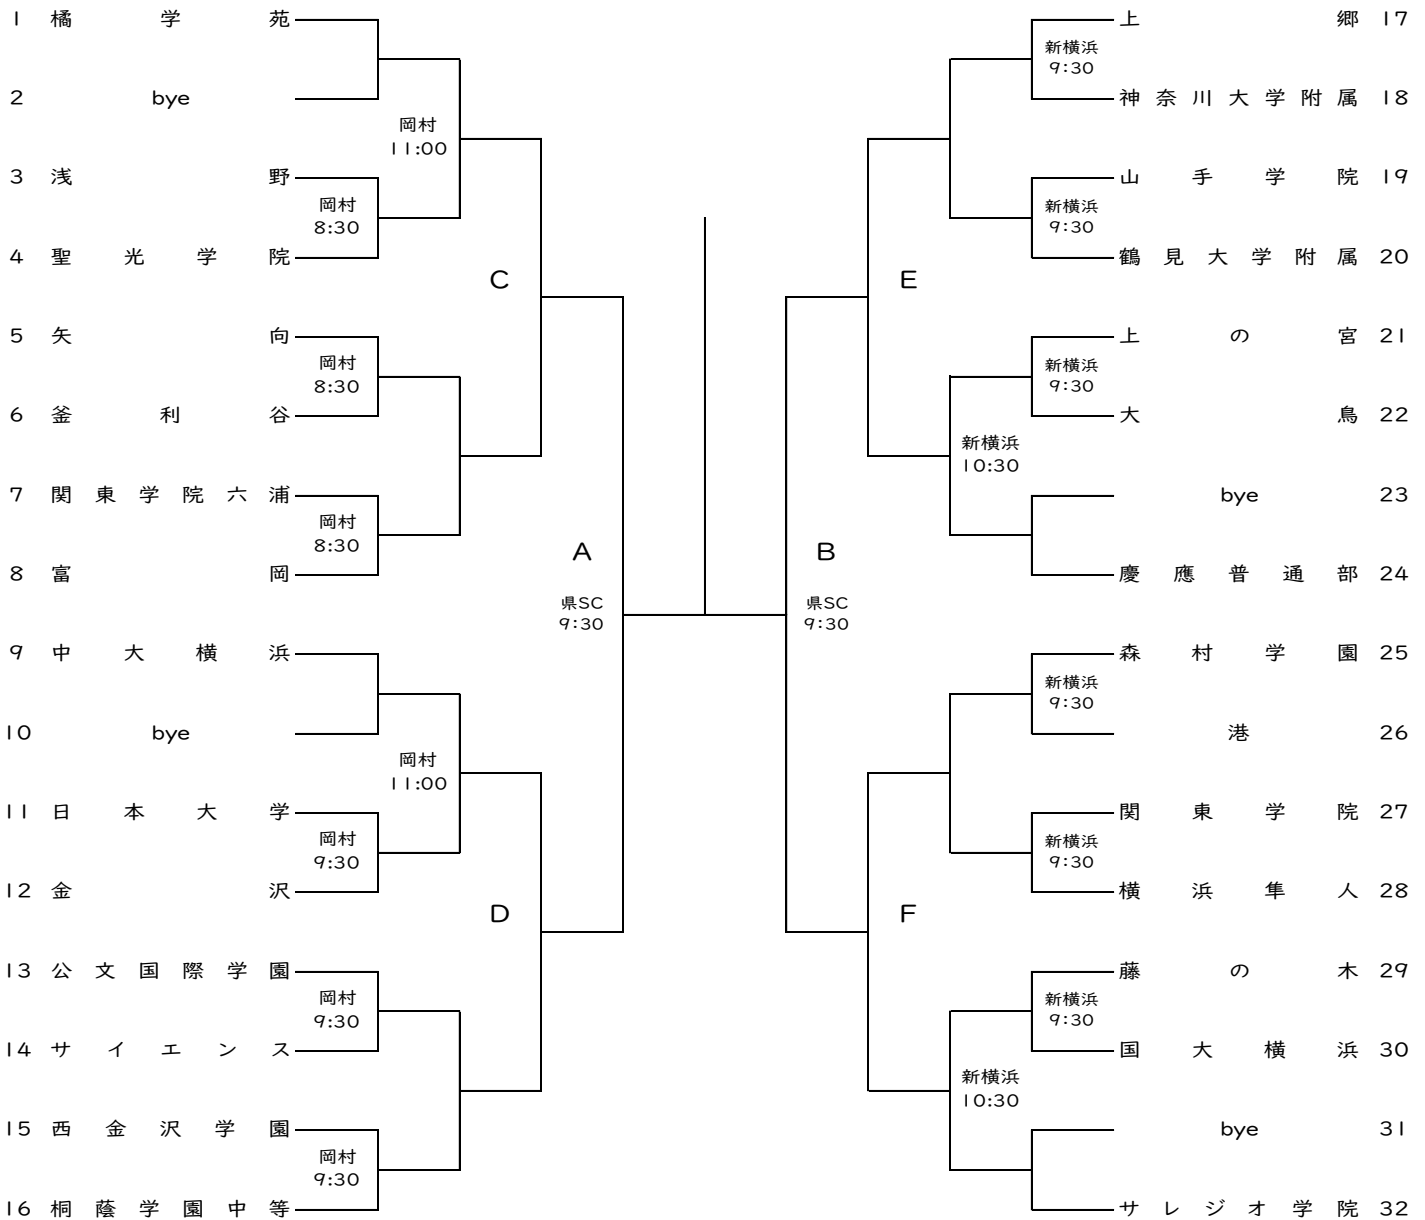 1 橘学苑
2 bye
岡村
11:00
3 浅野
岡村
8:30
4 聖光学院
C
5 矢向
岡村
8:30
6 釜利谷
7 関東学院六浦
岡村
8:30
8 富岡
A
県SC
9:30
9 中大横浜
10 bye
岡村
11:00
11 日本大学
岡村
9:30
12 金沢
D
13 公文国際学園
岡村
9:30
14 サイエンス
15 西金沢学園
岡村
9:30
16 桐蔭学園中等
上郷 17
新横浜
9:30
神奈川大学附属 18
山手学院 19
新横浜
9:30
鶴見大学附属 20
E
上の宮 21
新横浜
9:30
大鳥 22
新横浜
10:30
bye 23
慶應普通部 24
B
県SC
9:30
森村学園 25
新横浜
9:30
港 26
関東学院 27
新横浜
9:30
横浜隼人 28
F
藤の木 29
新横浜
9:30
国大横浜 30
新横浜
10:30
bye 31
サレジオ学院 32